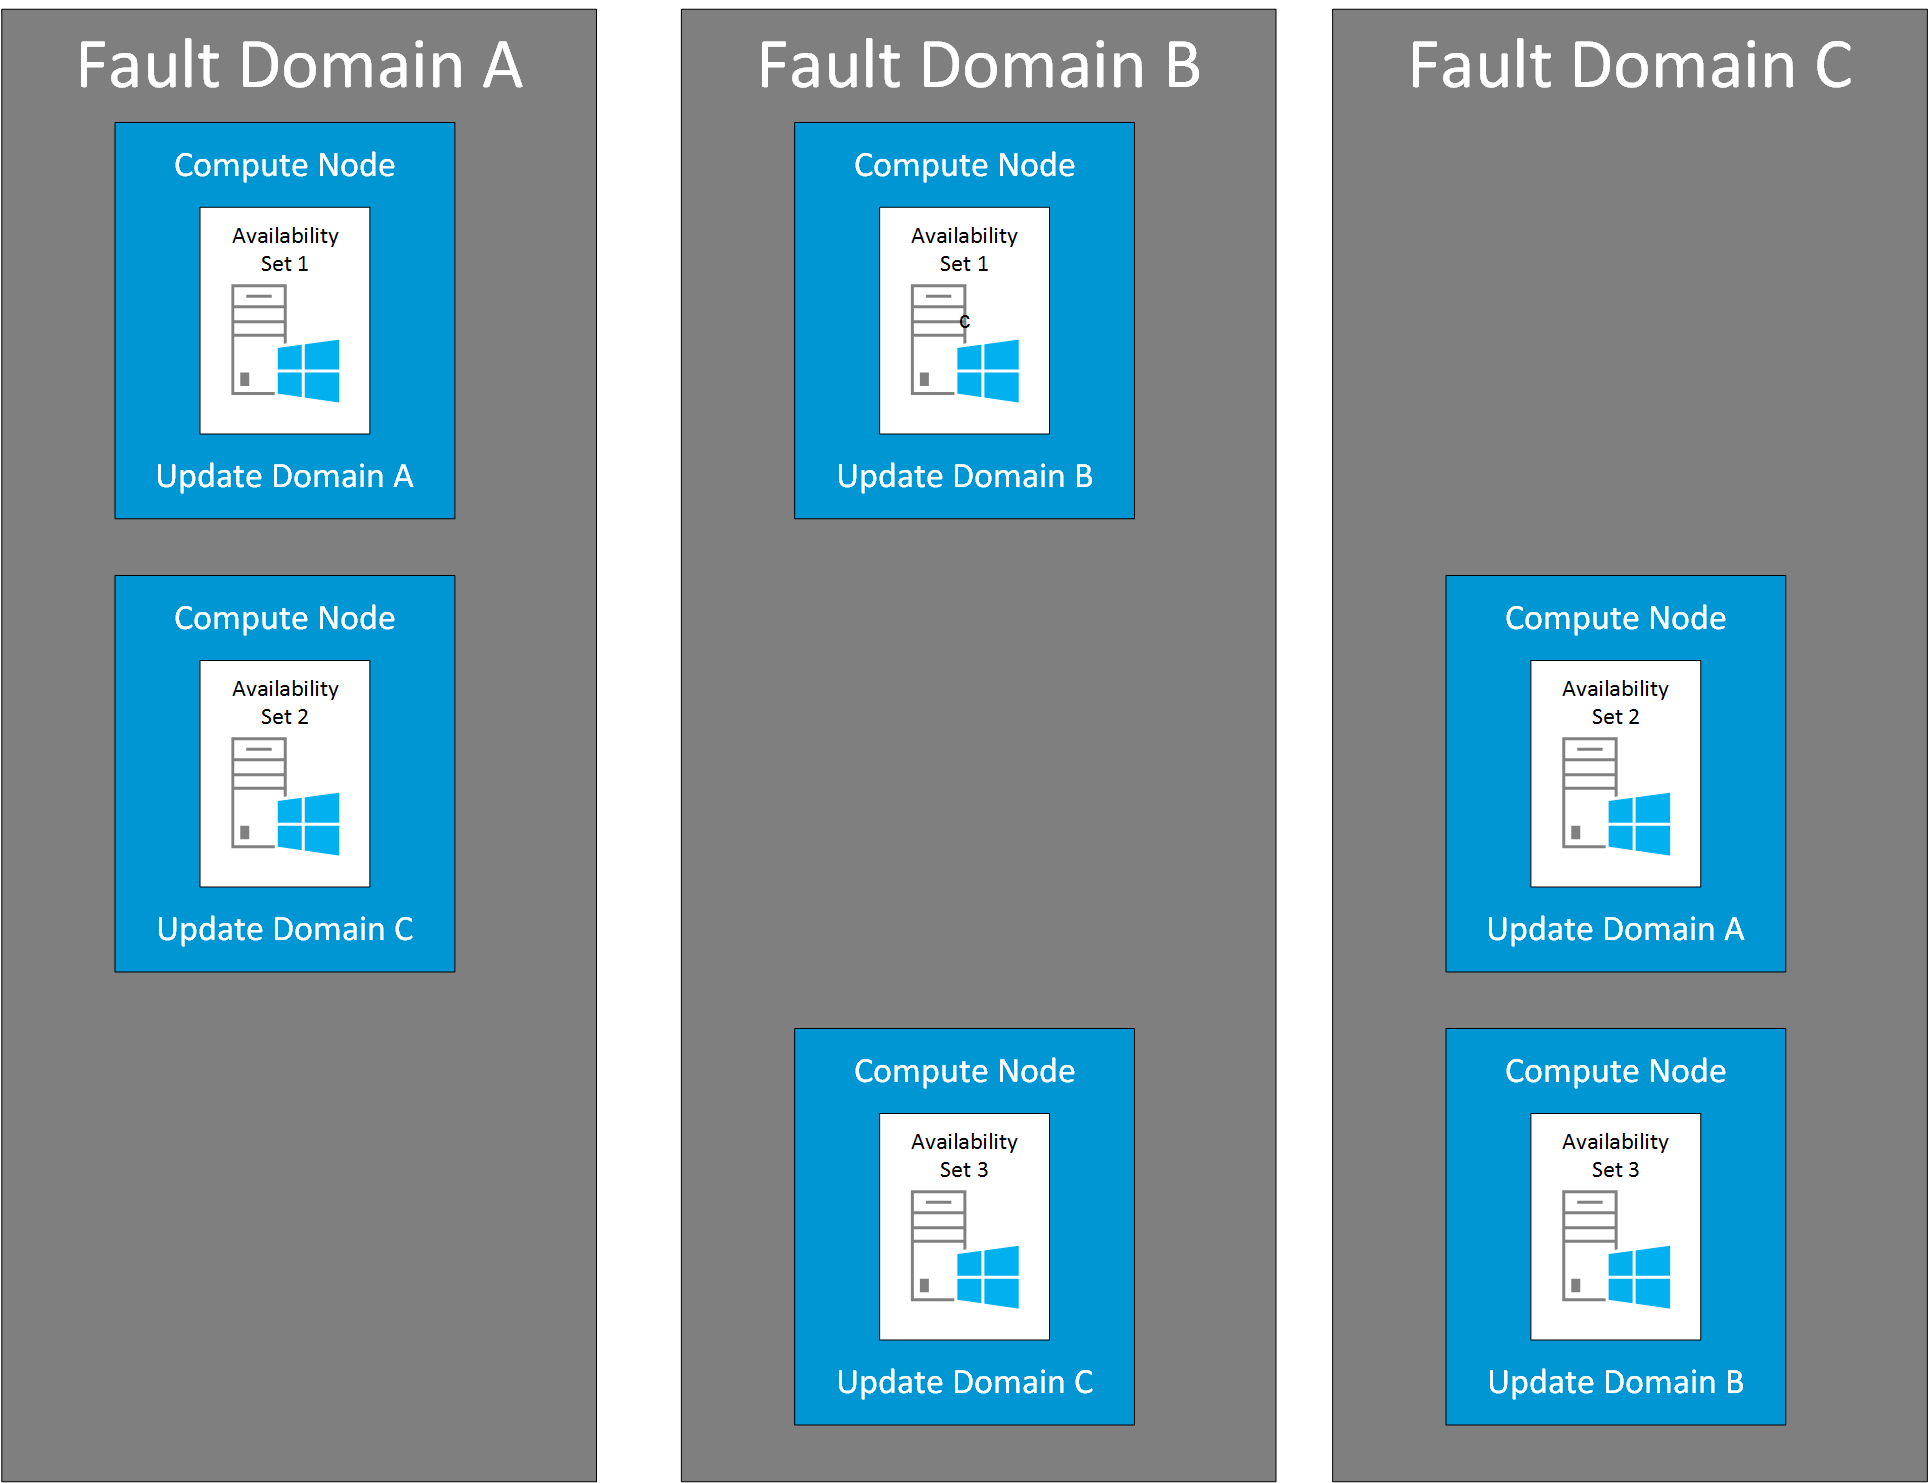 Fault Domain A
Compute Node
Availability
Set 1
Update Domain A
Compute Node
Availability
Set 2
Update Domain C
Fault Domain B
Compute Node
Availability
Set 1
c
Update Domain B
Compute Node
Availability
Set 3
Update Domain C
Fault Domain C
Compute Node
Availability
Set 2
Update Domain A
Compute Node
Availability
Set 3
Update Domain B